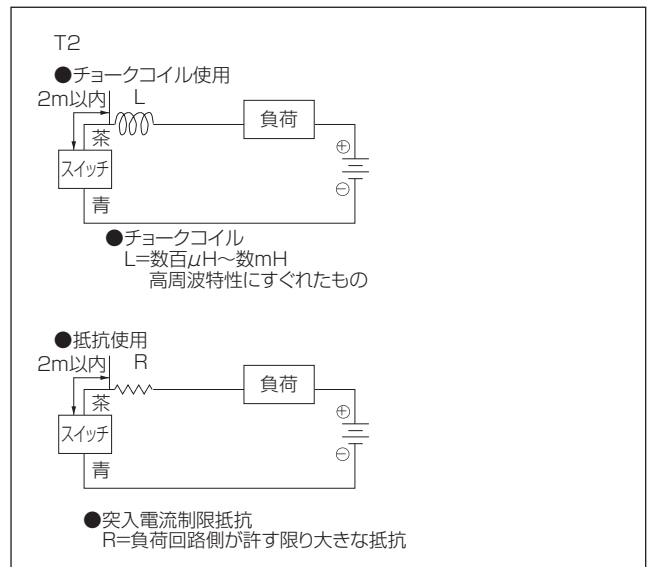 T2
●チョークコイル使用
2m以内 L
負荷
茶
⊕
スイッチ
⊖
青
●チョークコイル
L=数百μH～数mH
高周波特性にすぐれたもの
●抵抗使用
2m以内 R
負荷
茶
⊕
スイッチ
⊖
青
●突入電流制限抵抗
R=負荷回路側が許す限り大きな抵抗